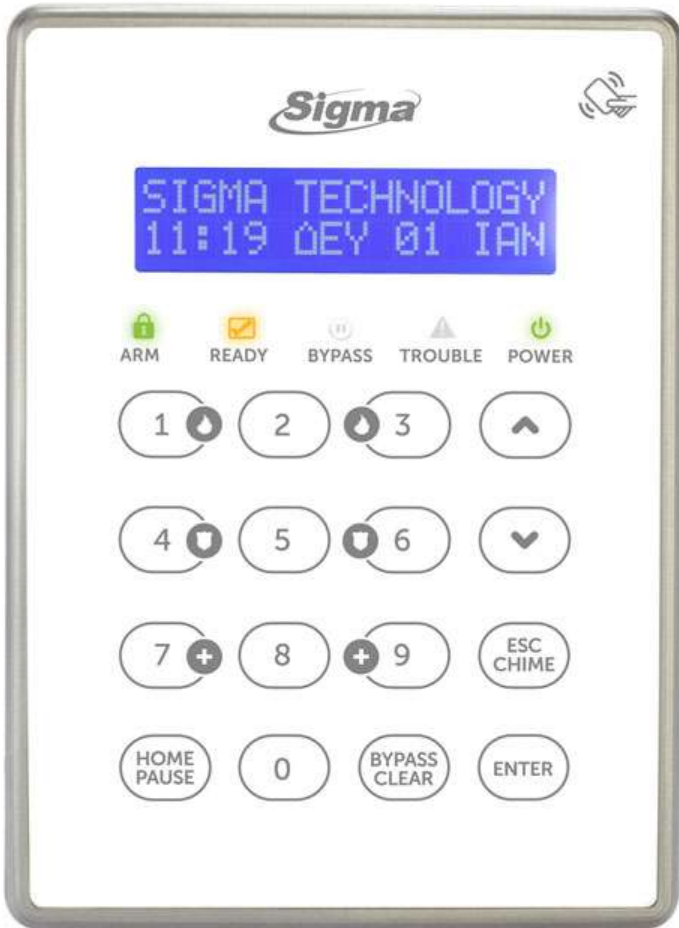 Sigma
SIGMA TECHNOLOGY
11:19 ΔΕΥ 01 ΙΑΝ
ARM READY BYPASS TROUBLE POWER
1 2 3
4 5 6
7 8 9 ESC CHIME
HOME PAUSE 0 BYPASS CLEAR ENTER